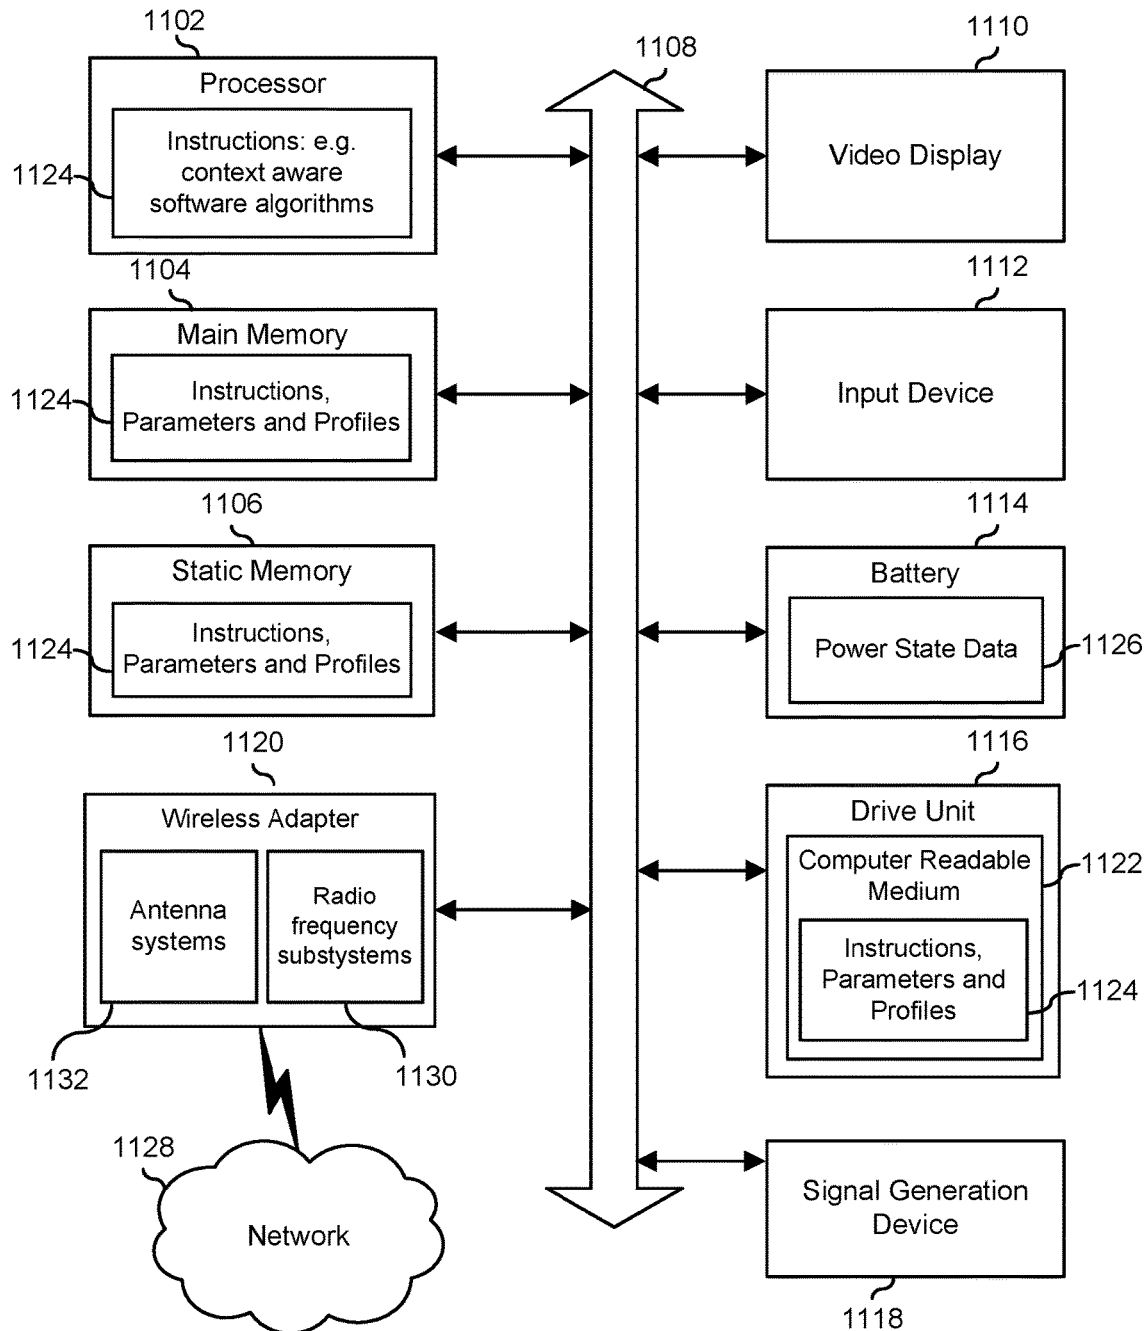 1102
Processor
Instructions: e.g.
context aware
software algorithms
1124
1104
Main Memory
Instructions,
Parameters and Profiles
1124
1106
Static Memory
Instructions,
Parameters and Profiles
1124
1120
Wireless Adapter
Antenna
systems
Radio
frequency
substystems
1132
1130
1128
Network
1108
1110
Video Display
1112
Input Device
1114
Battery
Power State Data
1126
1116
Drive Unit
Computer Readable
Medium
1122
Instructions,
Parameters and
Profiles
1124
Signal Generation
Device
1118